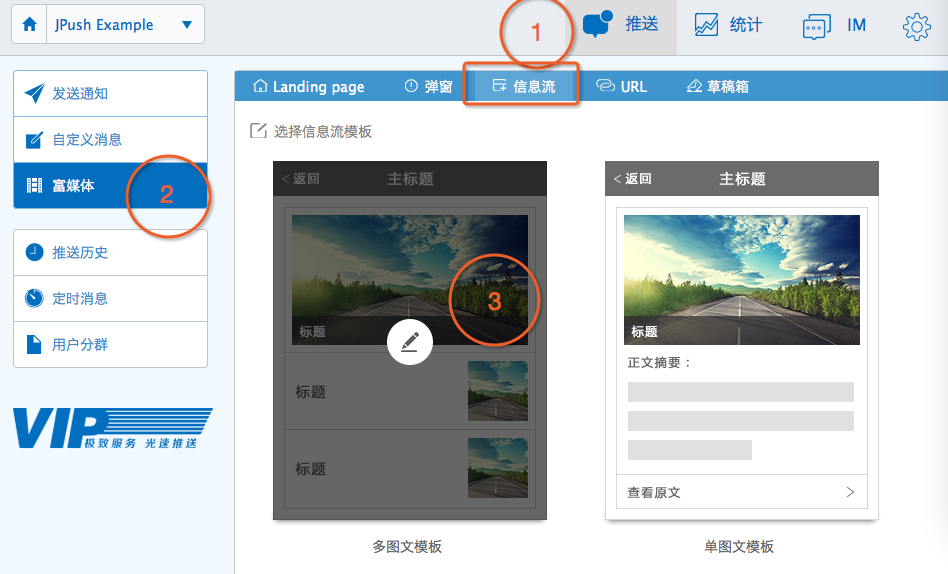 JPush Example
1
推送
统计
IM
发送通知
自定义消息
富媒体
2
推送历史
定时消息
用户分群
VIP
极致服务 光速推送
Landing page
弹窗
信息流
URL
草稿箱
选择信息流模板
< 返回
主标题
标题
3
标题
标题
多图文模板
< 返回
主标题
标题
正文摘要：
查看原文
单图文模板